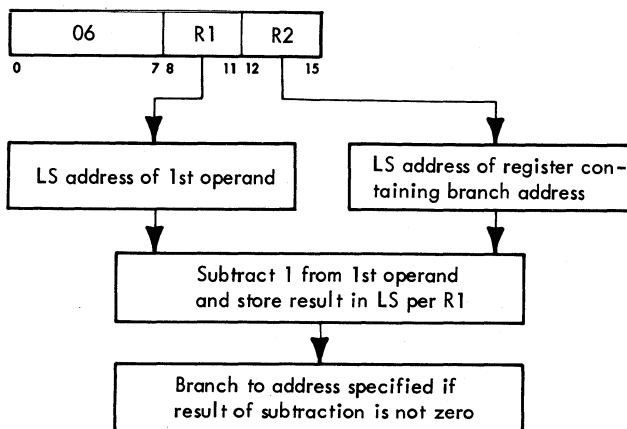 06 R1 R2
0 7 8 11 12 15
LS address of 1st operand
LS address of register con-
taining branch address
Subtract 1 from 1st operand
and store result in LS per R1
Branch to address specified if
result of subtraction is not zero